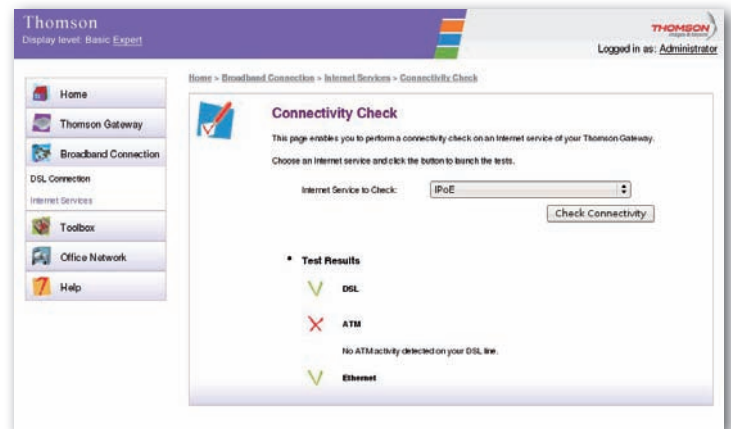 Thomson
Display level: Basic Expert
THOMSON
images & beyond
Logged in as: Administrator
Home > Broadband Connection > Internet Services > Connectivity Check
Home
Thomson Gateway
Broadband Connection
DSL Connection
Internet Services
Toolbox
Office Network
Help
Connectivity Check
This page enables you to perform a connectivity check on an Internet service of your Thomson Gateway.
Choose an Internet service and click the button to launch the tests.
Internet Service to Check: IPoE
Check Connectivity
Test Results
DSL
ATM
No ATM activity detected on your DSL line.
Ethernet